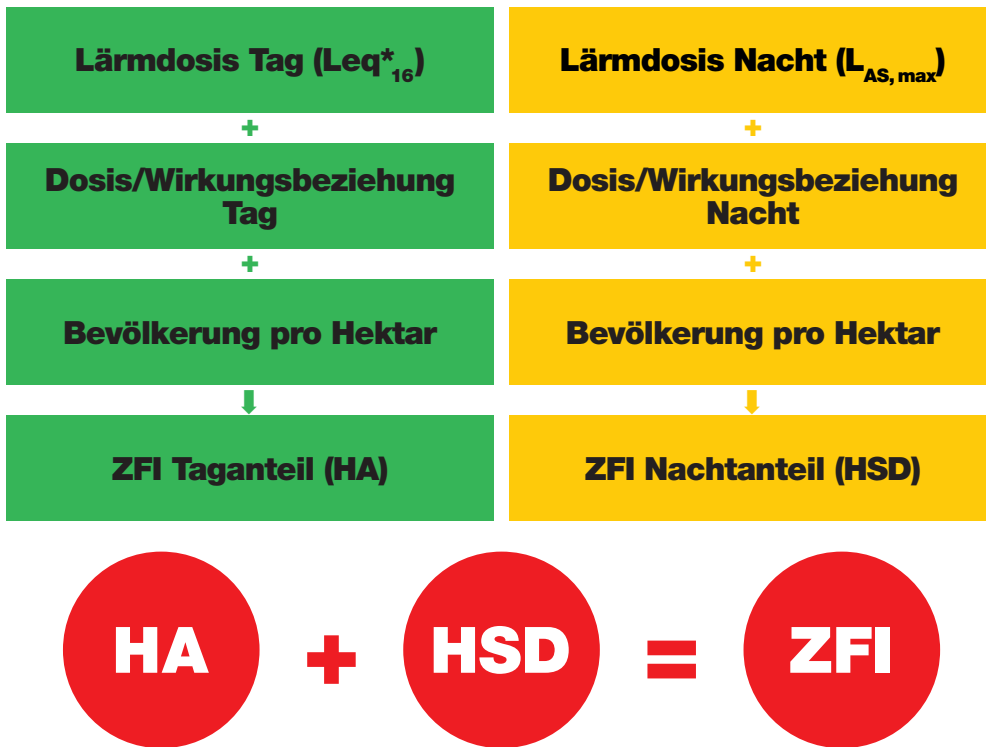 Lärmdosis Tag (Leq*16)
+
Dosis/Wirkungsbeziehung
Tag
+
Bevölkerung pro Hektar
ZFI Taganteil (HA)
Lärmdosis Nacht (LAS, max)
+
Dosis/Wirkungsbeziehung
Nacht
+
Bevölkerung pro Hektar
ZFI Nachtanteil (HSD)
HA + HSD = ZFI